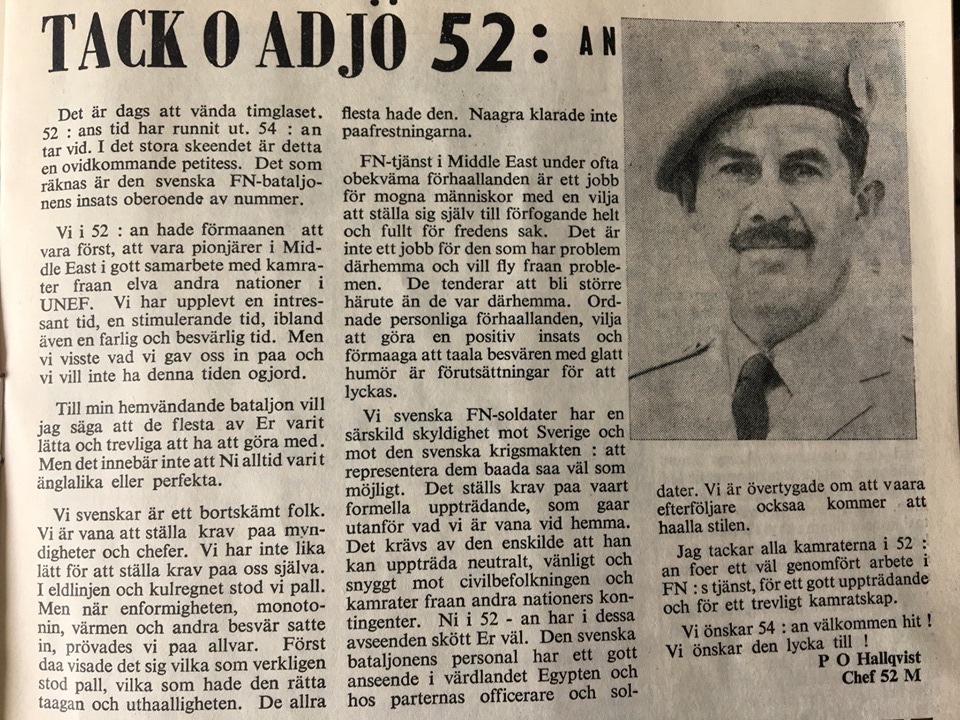 TACK O ADJÖ 52: AN
Det är dags att vända timglaset.
52 : ans tid har runnit ut. 54 : an
tar vid. I det stora skeendet är detta
en ovidkommande petitess. Det som
räknas är den svenska FN-bataljo-
nens insats oberoende av nummer.
Vi i 52 : an hade förmaanen att
vara först, att vara pionjärer i Mid-
dle East i gott samarbete med kamra-
ter fraan elva andra nationer i
UNEF. Vi har upplevt en intres-
sant tid, en stimulerande tid, ibland
även en farlig och besvärlig tid. Men
vi visste vad vi gav oss in paa och
vi vill inte ha denna tiden ogjord.
Till min hemvändande bataljon vill
jag säga att de flesta av Er varit
lätta och trevliga att ha att göra med.
Men det innebär inte att Ni alltid varit
änglalika eller perfekta.
Vi svenskar är ett bortskämt folk.
Vi är vana att ställa krav paa myn-
digheter och chefer. Vi har inte lika
lätt för att ställa krav paa oss själva.
I eldlinjen och kulregnet stod vi pall.
Men när enformigheten, monoto-
nin, värmen och andra besvär satte
in, prövades vi paa allvar. Först
daa visade det sig vilka som verkligen
stod pall, vilka som hade den rätta
taagan och uthaalligheten. De allra
flesta hade den. Naagra klarade inte
paafrestningarna.
FN-tjänst i Middle East under ofta
obekväma förhaallanden är ett jobb
för mogna människor med en vilja
att ställa sig själv till förfogande helt
och fullt för fredens sak. Det är
inte ett jobb för den som har problem
därhemma och vill fly fraan proble-
men. De tenderar att bli större
härute än de var därhemma. Ord-
nade personliga förhaallanden, vilja
att göra en positiv insats och
förmaaga att taala besvären med glatt
humör är förutsättningar för att
lyckas.
Vi svenska FN-soldater har en
särskild skyldighet mot Sverige och
mot den svenska krigsmakten : att
representera dem baada saa väl som
möjligt. Det ställs krav paa vaart
formella uppträdande, som gaar
utanför vad vi är vana vid hemma.
Det krävs av den enskilde att han
kan uppträda neutralt, vänligt och
snyggt mot civilbefolkningen och
kamrater fraan andra nationers kon-
tingenter. Ni i 52 - an har i dessa
avseenden skött Er väl. Den svenska
bataljonens personal har ett gott
anseende i värdlandet Egypten och
hos parternas officerare och sol-
dater. Vi är övertygade om att vaara
efterföljare ocksaa kommer att
haalla stilen.
Jag tackar alla kamraterna i 52 :
an foer ett väl genomfört arbete i
FN : s tjänst, för ett gott uppträdande
och för ett trevligt kamratskap.
Vi önskar 54 : an välkommen hit !
Vi önskar den lycka till !
P O Hallqvist
Chef 52 M